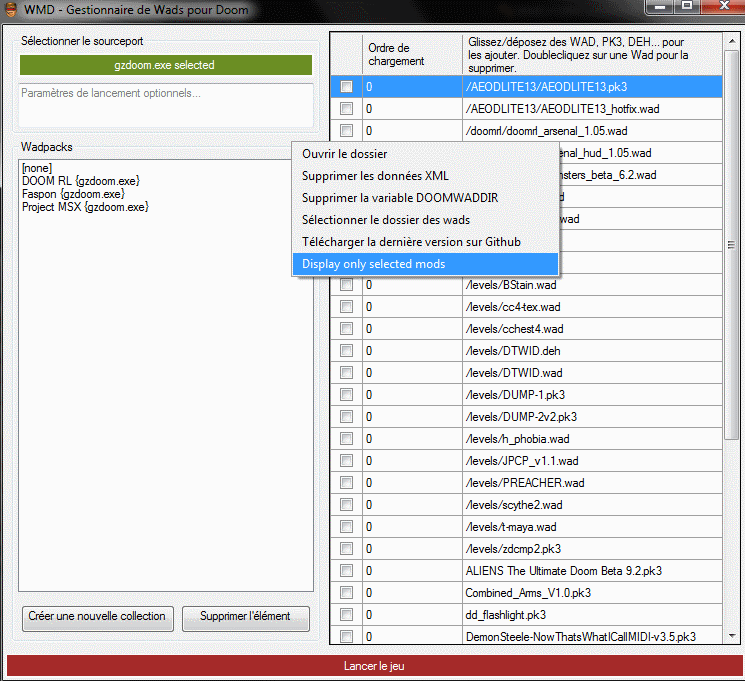 WMD - Gestionnaire de Wads pour Doom
Sélectionner le sourceport
gzdoom.exe selected
Paramètres de lancement optionnels...
Wadpacks
[none]
DOOM RL {gzdoom.exe}
Faspon {gzdoom.exe}
Project MSX {gzdoom.exe}
Créer une nouvelle collection
Supprimer l'élément
Ouvrir le dossier
Supprimer les données XML
Supprimer la variable DOOMWADDIR
Sélectionner le dossier des wads
Télécharger la dernière version sur Github
Display only selected mods
Ordre de
chargement
Glissez/déposez des WAD, PK3, DEH... pour
les ajouter. Doublecliquez sur une Wad pour la
supprimer.
0 /AEODLITE13/AEODLITE13.pk3
0 /AEODLITE13/AEODLITE13_hotfix.wad
0 /doomrl/doomrl_arsenal_1.05.wad
enal_hud_1.05.wad
nsters_beta_6.2.wad
d
wad
0 /levels/BStain.wad
0 /levels/cc4-tex.wad
0 /levels/cchest4.wad
0 /levels/DTWID.deh
0 /levels/DTWID.wad
0 /levels/DUMP-1.pk3
0 /levels/DUMP-2v2.pk3
0 /levels/h_phobia.wad
0 /levels/JPCP_v1.1.wad
0 /levels/PREACHER.wad
0 /levels/scythe2.wad
0 /levels/t-maya.wad
0 /levels/zdcmp2.pk3
0 ALIENS The Ultimate Doom Beta 9.2.pk3
0 Combined_Arms_V1.0.pk3
0 dd_flashlight.pk3
0 DemonSteele-NowThatsWhatICallMIDI-v3.5.pk3
Lancer le jeu